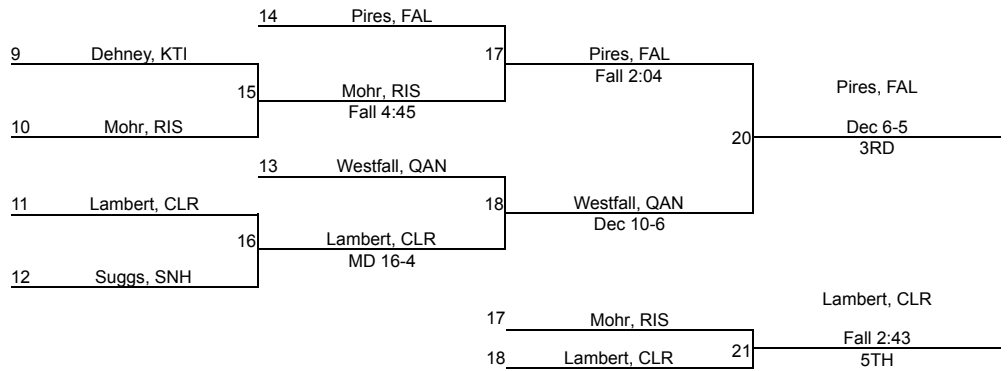 14 Pires, FAL
9 Dehney, KTI
17 Pires, FAL
Fall 2:04
15 Mohr, RIS
Fall 4:45
Pires, FAL
10 Mohr, RIS
20 Dec 6-5
3RD
13 Westfall, QAN
11 Lambert, CLR
18 Westfall, QAN
Dec 10-6
16 Lambert, CLR
MD 16-4
12 Suggs, SNH
Lambert, CLR
17 Mohr, RIS
21 Fall 2:43
5TH
18 Lambert, CLR